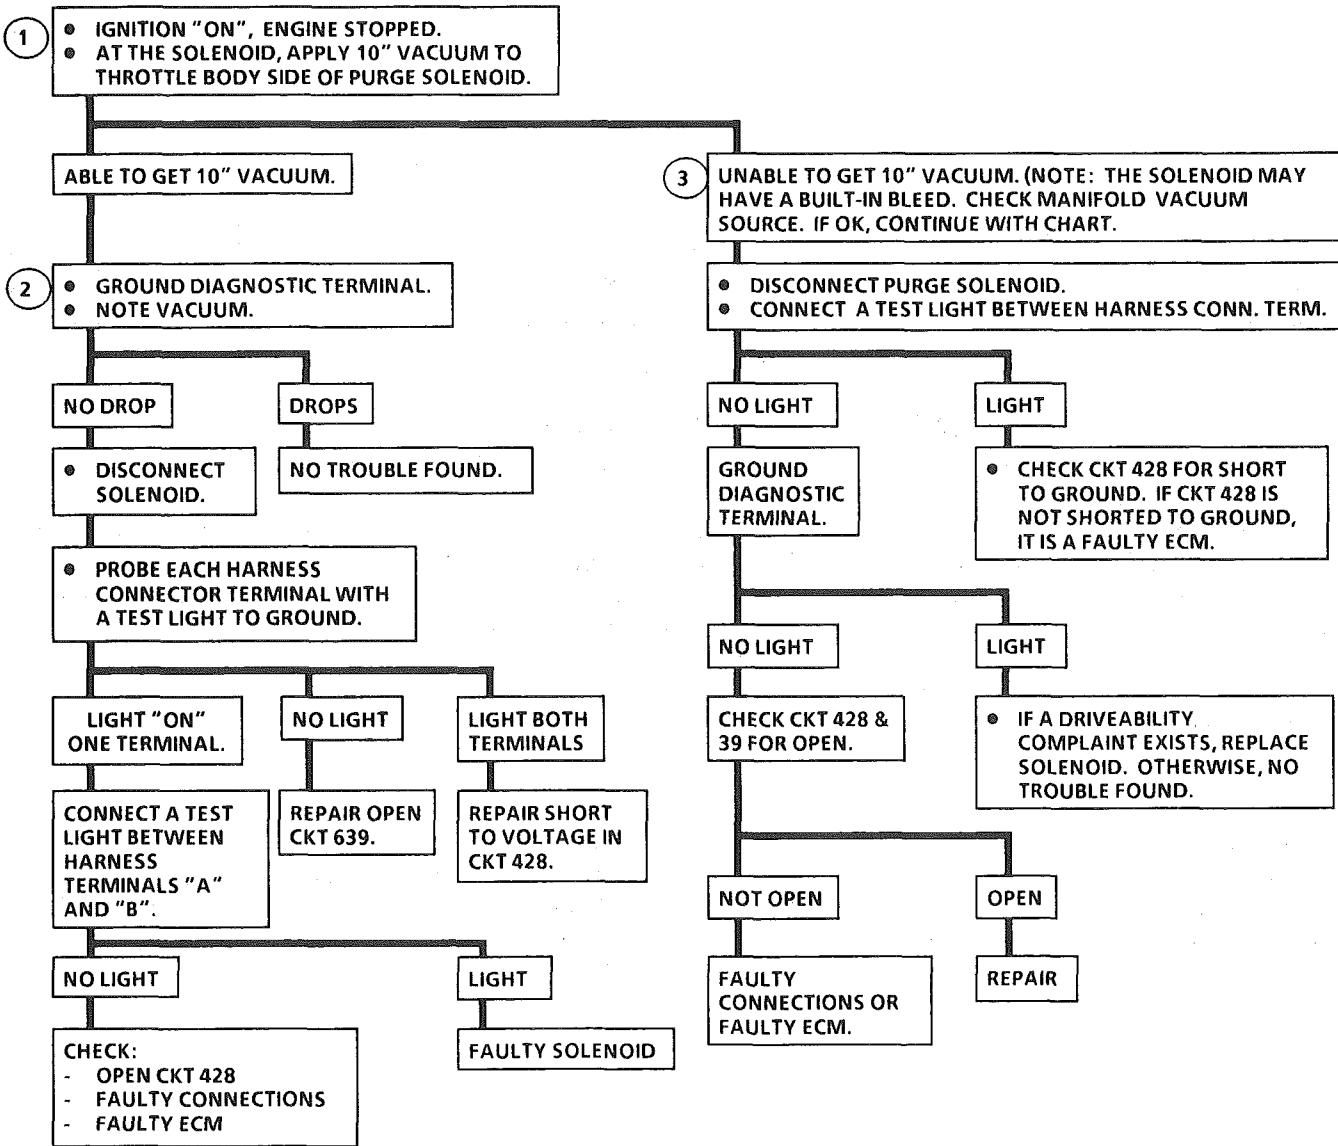 1
● IGNITION "ON", ENGINE STOPPED.
● AT THE SOLENOID, APPLY 10" VACUUM TO
THROTTLE BODY SIDE OF PURGE SOLENOID.
ABLE TO GET 10" VACUUM.
2
● GROUND DIAGNOSTIC TERMINAL.
● NOTE VACUUM.
NO DROP
DROPS
● DISCONNECT
SOLENOID.
NO TROUBLE FOUND.
● PROBE EACH HARNESS
CONNECTOR TERMINAL WITH
A TEST LIGHT TO GROUND.
LIGHT "ON"
ONE TERMINAL.
NO LIGHT
LIGHT BOTH
TERMINALS
CONNECT A TEST
LIGHT BETWEEN
HARNESS
TERMINALS "A"
AND "B".
REPAIR OPEN
CKT 639.
REPAIR SHORT
TO VOLTAGE IN
CKT 428.
NO LIGHT
LIGHT
CHECK:
- OPEN CKT 428
- FAULTY CONNECTIONS
- FAULTY ECM
FAULTY SOLENOID
3
UNABLE TO GET 10" VACUUM. (NOTE: THE SOLENOID MAY
HAVE A BUILT-IN BLEED. CHECK MANIFOLD VACUUM
SOURCE. IF OK, CONTINUE WITH CHART.
● DISCONNECT PURGE SOLENOID.
● CONNECT A TEST LIGHT BETWEEN HARNESS CONN. TERM.
NO LIGHT
LIGHT
GROUND
DIAGNOSTIC
TERMINAL.
● CHECK CKT 428 FOR SHORT
TO GROUND. IF CKT 428 IS
NOT SHORTED TO GROUND,
IT IS A FAULTY ECM.
NO LIGHT
LIGHT
CHECK CKT 428 &
39 FOR OPEN.
● IF A DRIVEABILITY
COMPLAINT EXISTS, REPLACE
SOLENOID. OTHERWISE, NO
TROUBLE FOUND.
NOT OPEN
OPEN
FAULTY
CONNECTIONS OR
FAULTY ECM.
REPAIR